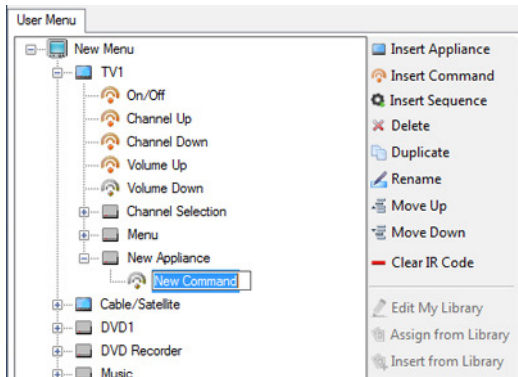 User Menu
New Menu
TV1
On/Off
Channel Up
Channel Down
Volume Up
Volume Down
Channel Selection
Menu
New Appliance
New Command
Cable/Satellite
DVD1
DVD Recorder
Music
Insert Appliance
Insert Command
Insert Sequence
Delete
Duplicate
Rename
Move Up
Move Down
Clear IR Code
Edit My Library
Assign from Library
Insert from Library